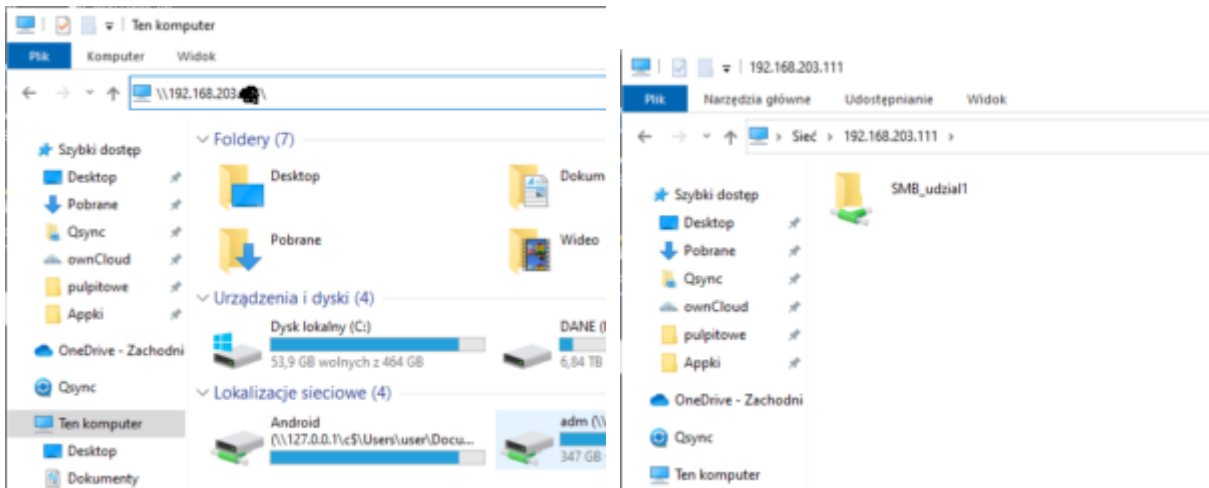 Ten komputer
Plik Komputer Widok
\\192.168.203.
Szybki dostęp
Desktop
Pobrane
Qsync
ownCloud
pulpitowe
Appki
OneDrive - Zachodni
Qsync
Ten komputer
Desktop
Dokumenty
Foldery (7)
Desktop
Dokum
Pobrane
Wideo
Urządzenia i dyski (4)
Dysk lokalny (C:)
53,9 GB wolnych z 464 GB
DANE (
6,84 TB
Lokalizacje sieciowe (4)
Android
(\\127.0.0.1\c$\Users\user\Docu...
adm (\\
347 GB
192.168.203.111
Plik Narzędzia główne Udostępnianie Widok
Sieć > 192.168.203.111 >
Szybki dostęp
Desktop
Pobrane
Qsync
ownCloud
pulpitowe
Appki
OneDrive - Zachodni
Qsync
Ten komputer
SMB_udzial1